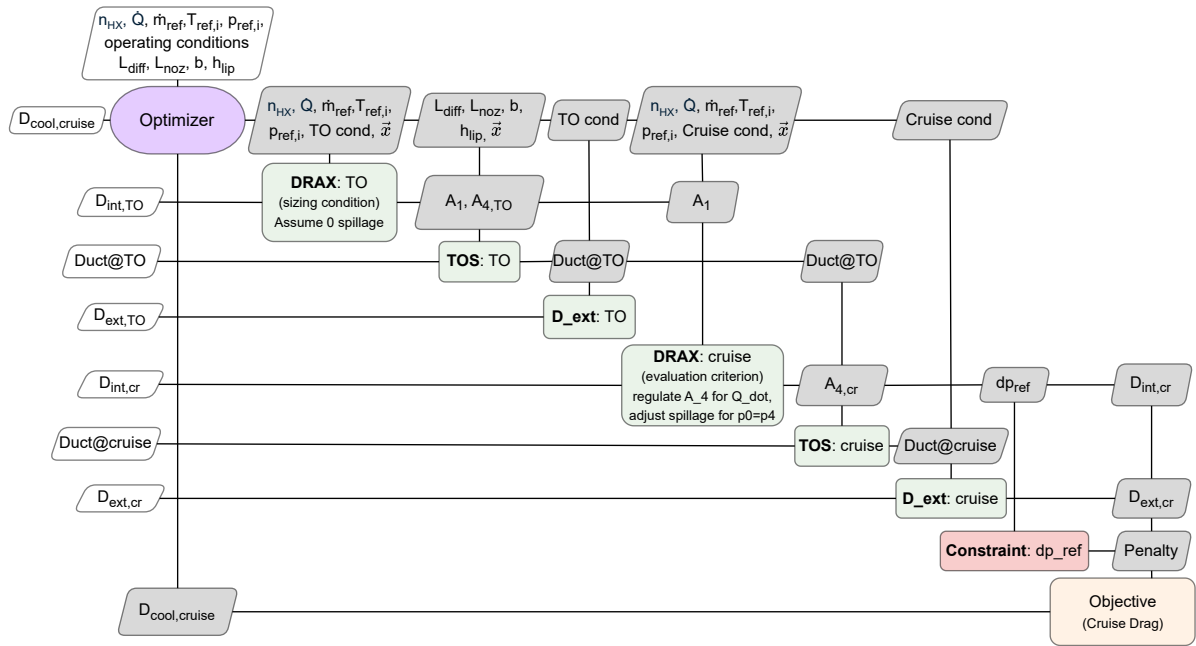 n_HX, Q̇, ṁ_ref,T_ref,i, p_ref,i,
operating conditions
L_diff, L_noz, b, h_lip
D_cool,cruise
Optimizer
n_HX, Q̇, ṁ_ref,T_ref,i,
p_ref,i, TO cond, x⃗
L_diff, L_noz, b,
h_lip, x⃗
TO cond
n_HX, Q̇, ṁ_ref,T_ref,i,
p_ref,i, Cruise cond, x⃗
Cruise cond
D_int,TO
DRAX: TO
(sizing condition)
Assume 0 spillage
A_1, A_4,TO
A_1
Duct@TO
TOS: TO
Duct@TO
Duct@TO
D_ext,TO
D_ext: TO
D_int,cr
DRAX: cruise
(evaluation criterion)
regulate A_4 for Q_dot,
adjust spillage for p0=p4
A_4,cr
dp_ref
D_int,cr
Duct@cruise
TOS: cruise
Duct@cruise
D_ext,cr
D_ext: cruise
D_ext,cr
Constraint: dp_ref
Penalty
D_cool,cruise
Objective
(Cruise Drag)